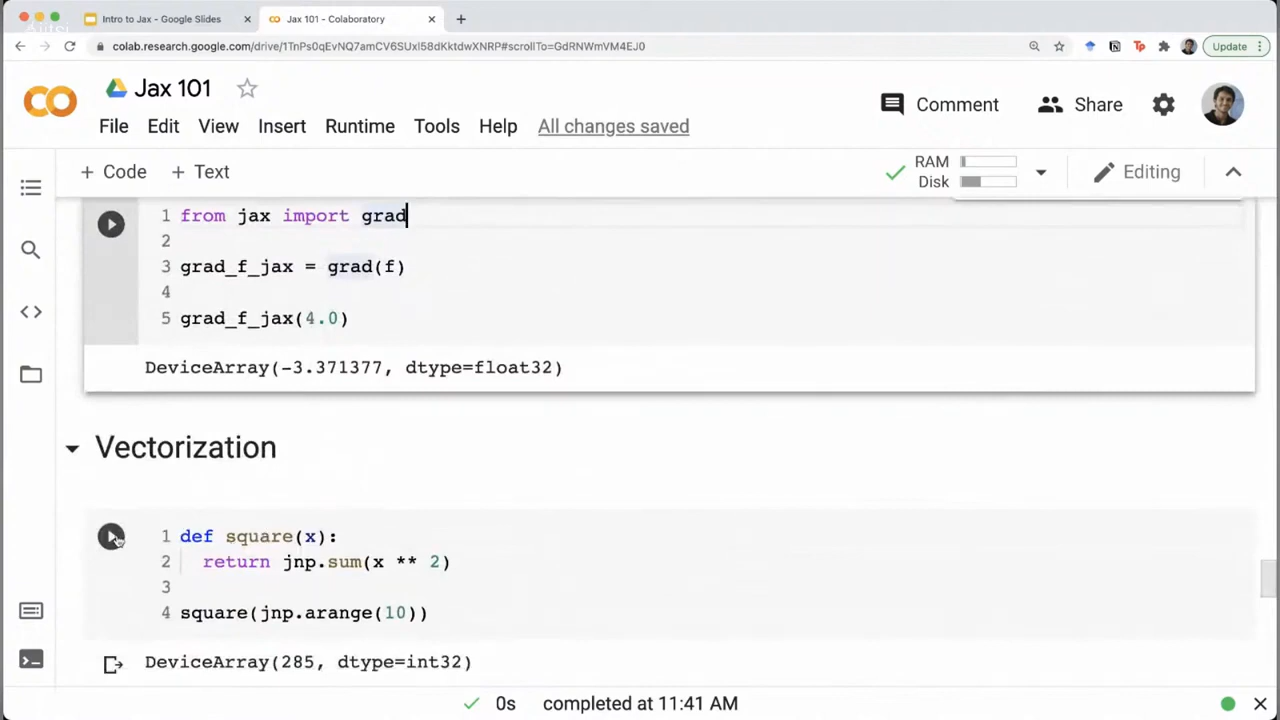 Intro to Jax - Google Slides
Jax 101 - Colaboratory
colab.research.google.com/drive/1TnPs0qEvNQ7amCV6SUxl58dKktdwXNRP#scrollTo=GdRNWmVM4EJ0
Update
Jax 101
Comment
Share
File Edit View Insert Runtime Tools Help All changes saved
+ Code + Text
RAM
Disk
Editing
1 from jax import grad
2
3 grad_f_jax = grad(f)
4
5 grad_f_jax(4.0)
DeviceArray(-3.371377, dtype=float32)
Vectorization
1 def square(x):
2 return jnp.sum(x ** 2)
3
4 square(jnp.arange(10))
DeviceArray(285, dtype=int32)
0s completed at 11:41 AM